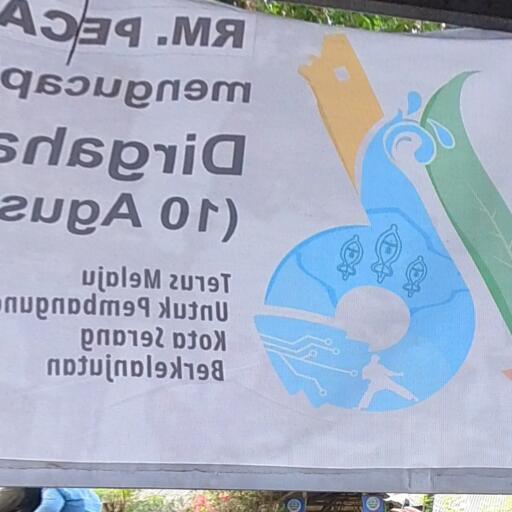 RM. PECA
mengucap
Dirgaha
(10 Agus
Terus Melaju
Untuk Pembangun
Kota Serang
Berkelanjutan